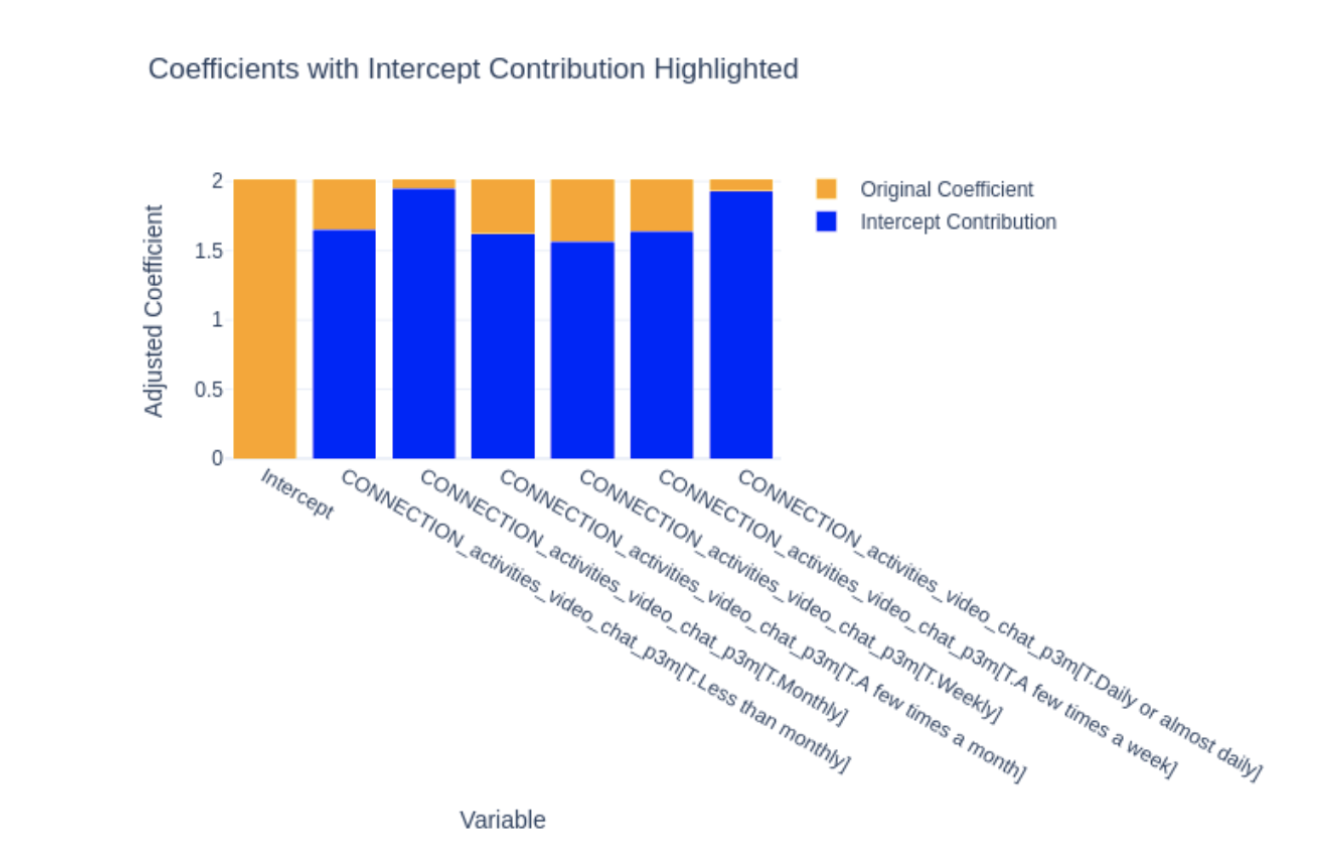 Coefficients with Intercept Contribution Highlighted
Original Coefficient
Intercept Contribution
Adjusted Coefficient
2
1.5
1
0.5
0
Intercept
CONNECTION_activities_video_chat_p3m[T.Less than monthly]
CONNECTION_activities_video_chat_p3m[T.Monthly]
CONNECTION_activities_video_chat_p3m[T.A few times a month]
CONNECTION_activities_video_chat_p3m[T.Weekly]
CONNECTION_activities_video_chat_p3m[T.A few times a week]
CONNECTION_activities_video_chat_p3m[T.Daily or almost daily]
Variable